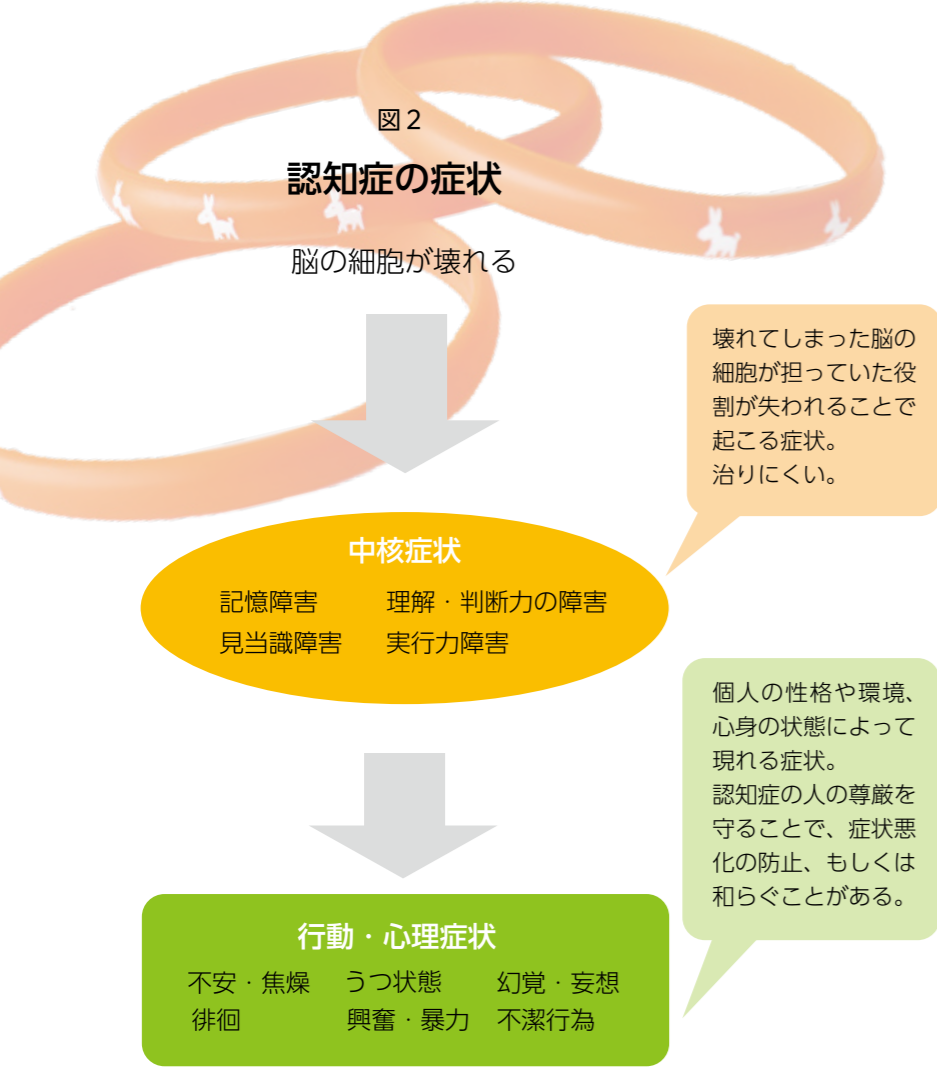 図2
認知症の症状
脳の細胞が壊れる
壊れてしまった脳の
細胞が担っていた役
割が失われることで
起こる症状。
治りにくい。
中核症状
記憶障害 理解・判断力の障害
見当識障害 実行力障害
個人の性格や環境、
心身の状態によって
現れる症状。
認知症の人の尊厳を
守ることで、症状悪
化の防止、もしくは
和らぐことがある。
行動・心理症状
不安・焦燥 うつ状態 幻覚・妄想
徘徊 興奮・暴力 不潔行為